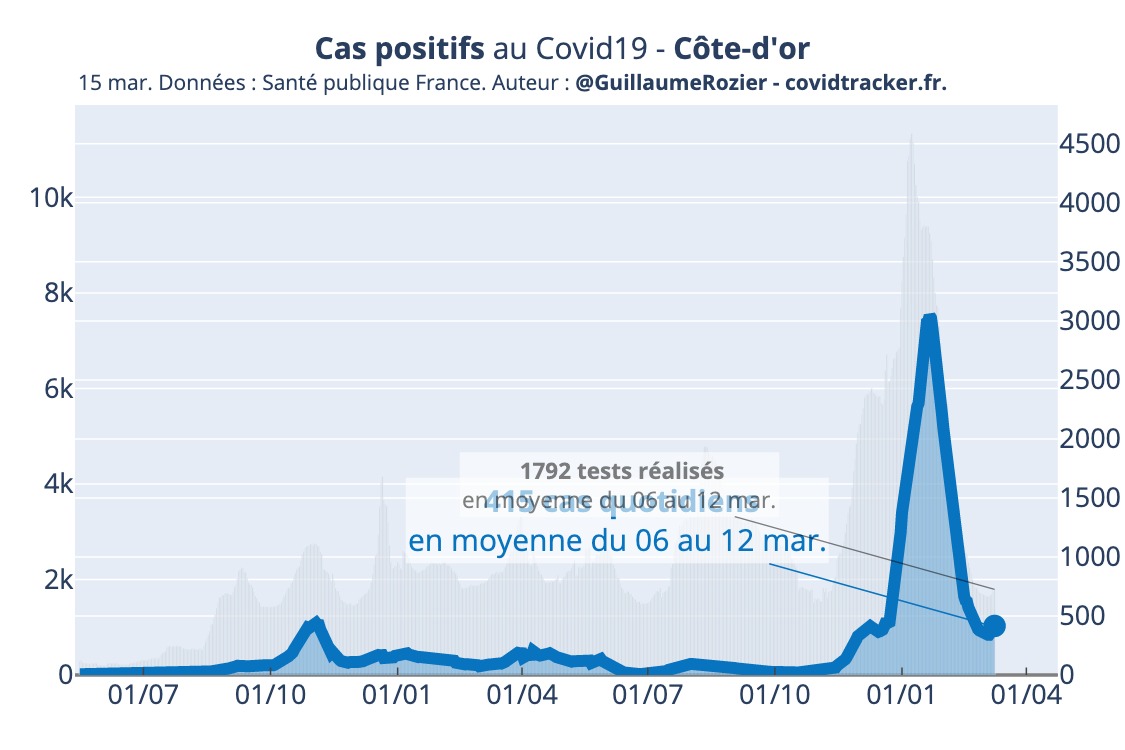 Cas positifs au Covid19 - Côte-d'or
15 mar. Données : Santé publique France. Auteur : @GuillaumeRozier - covidtracker.fr.
4500
10k
4000
3500
8k
3000
6k
2500
2000
1792 tests réalisés
4k
1500
en moyenne du 06 au 12 mar.
415 cas quotidiens
en moyenne du 06 au 12 mar.
1000
2k
500
0
0
01/07 01/10 01/01 01/04 01/07 01/10 01/01 01/04